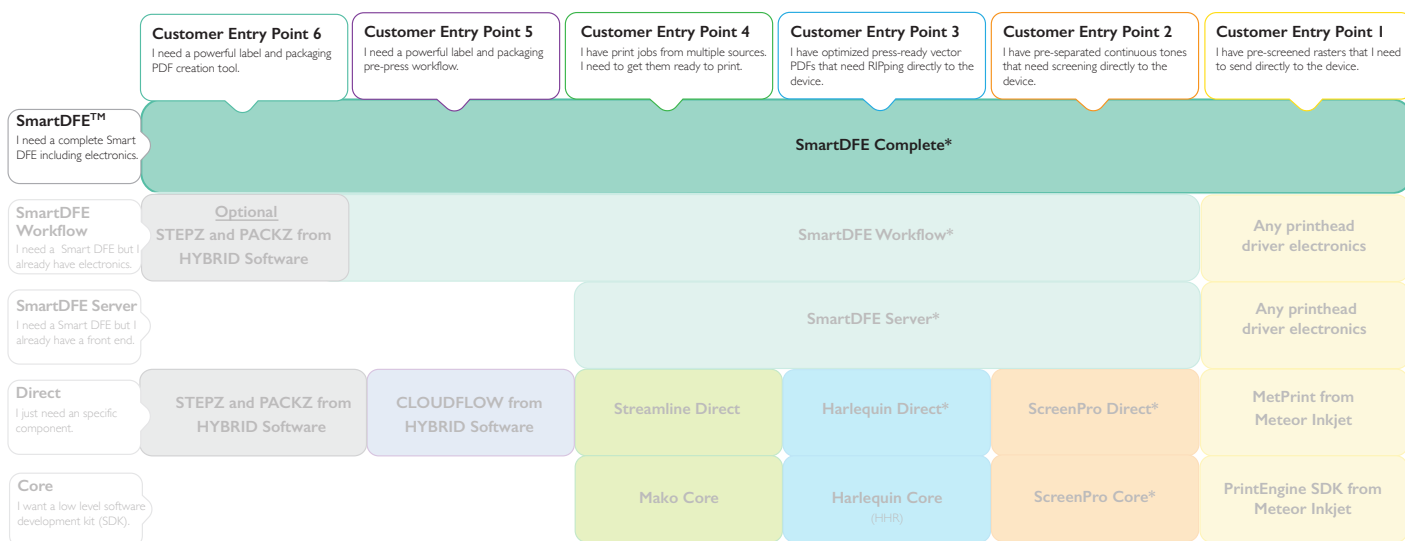 Customer Entry Point 6
I need a powerful label and packaging
PDF creation tool.
Customer Entry Point 5
I need a powerful label and packaging
pre-press workflow.
Customer Entry Point 4
I have print jobs from multiple sources.
I need to get them ready to print.
Customer Entry Point 3
I have optimized press-ready vector
PDFs that need RIPping directly to the
device.
Customer Entry Point 2
I have pre-separated continuous tones
that need screening directly to the
device.
Customer Entry Point 1
I have pre-screened rasters that I need
to send directly to the device.
SmartDFE™
I need a complete Smart
DFE including electronics.
SmartDFE Complete*
SmartDFE
Workflow
I need a Smart DFE but I
already have electronics.
Optional
STEPZ and PACKZ from
HYBRID Software
SmartDFE Workflow*
Any printhead
driver electronics
SmartDFE Server
I need a Smart DFE but I
already have a front end.
SmartDFE Server*
Any printhead
driver electronics
Direct
I just need an specific
component.
STEPZ and PACKZ from
HYBRID Software
CLOUDFLOW from
HYBRID Software
Streamline Direct
Harlequin Direct*
ScreenPro Direct*
MetPrint from
Meteor Inkjet
Core
I want a low level software
development kit (SDK).
Mako Core
Harlequin Core
(HHR)
ScreenPro Core*
PrintEngine SDK from
Meteor Inkjet